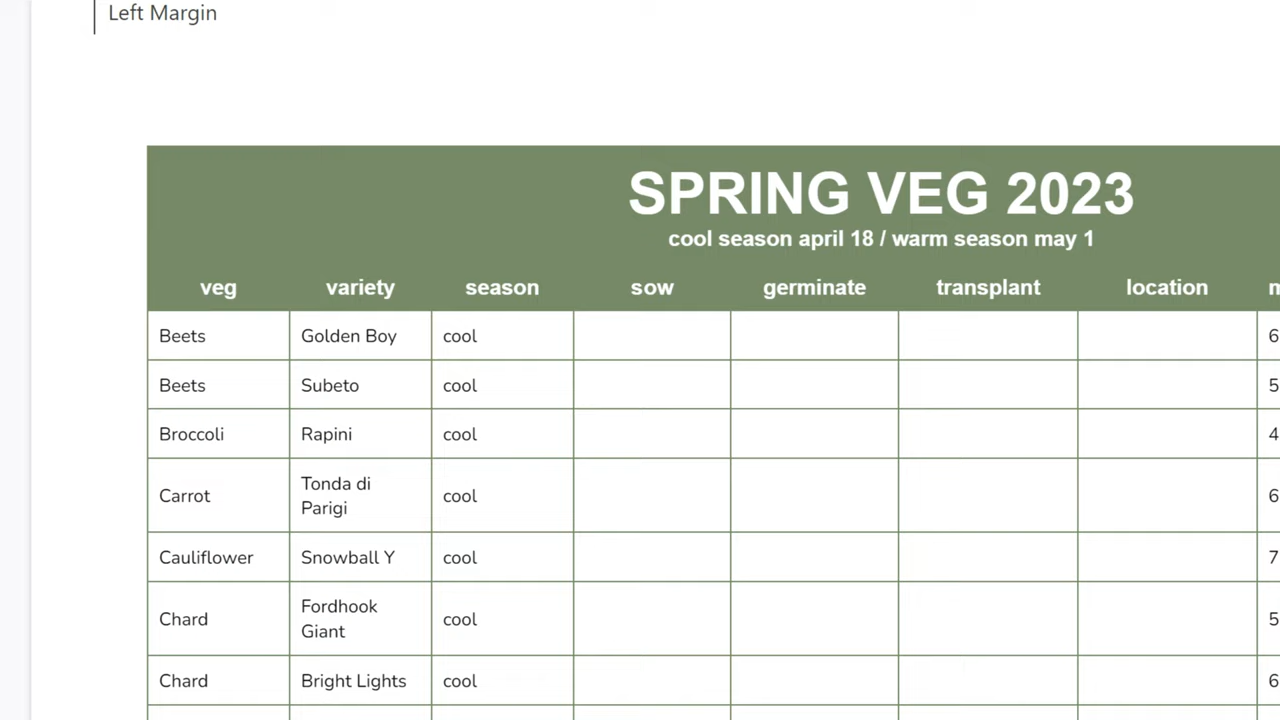 Left Margin
SPRING VEG 2023
cool season april 18 / warm season may 1
veg variety season sow germinate transplant location
Beets Golden Boy cool 6
Beets Subeto cool 5
Broccoli Rapini cool 4
Carrot Tonda di Parigi cool 6
Cauliflower Snowball Y cool 7
Chard Fordhook Giant cool 5
Chard Bright Lights cool 6